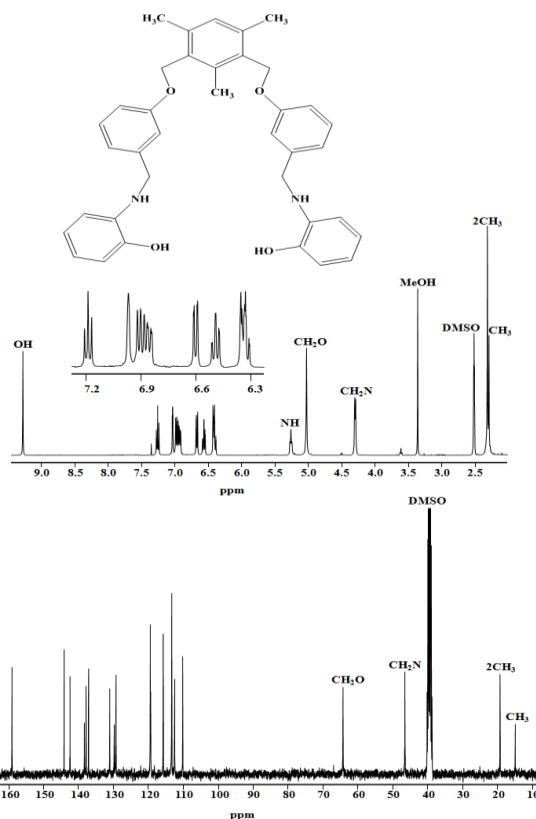 H₃C
CH₃
CH₃
O
O
NH
NH
OH
HO
2CH₃
MeOH
DMSO
CH₃
OH
CH₂O
CH₂N
NH
7.2 6.9 6.6 6.3
9.0 8.5 8.0 7.5 7.0 6.5 6.0 5.5 5.0 4.5 4.0 3.5 3.0 2.5
ppm
DMSO
CH₂O
CH₂N
2CH₃
CH₃
160 150 140 130 120 110 100 90 80 70 60 50 40 30 20 10
ppm